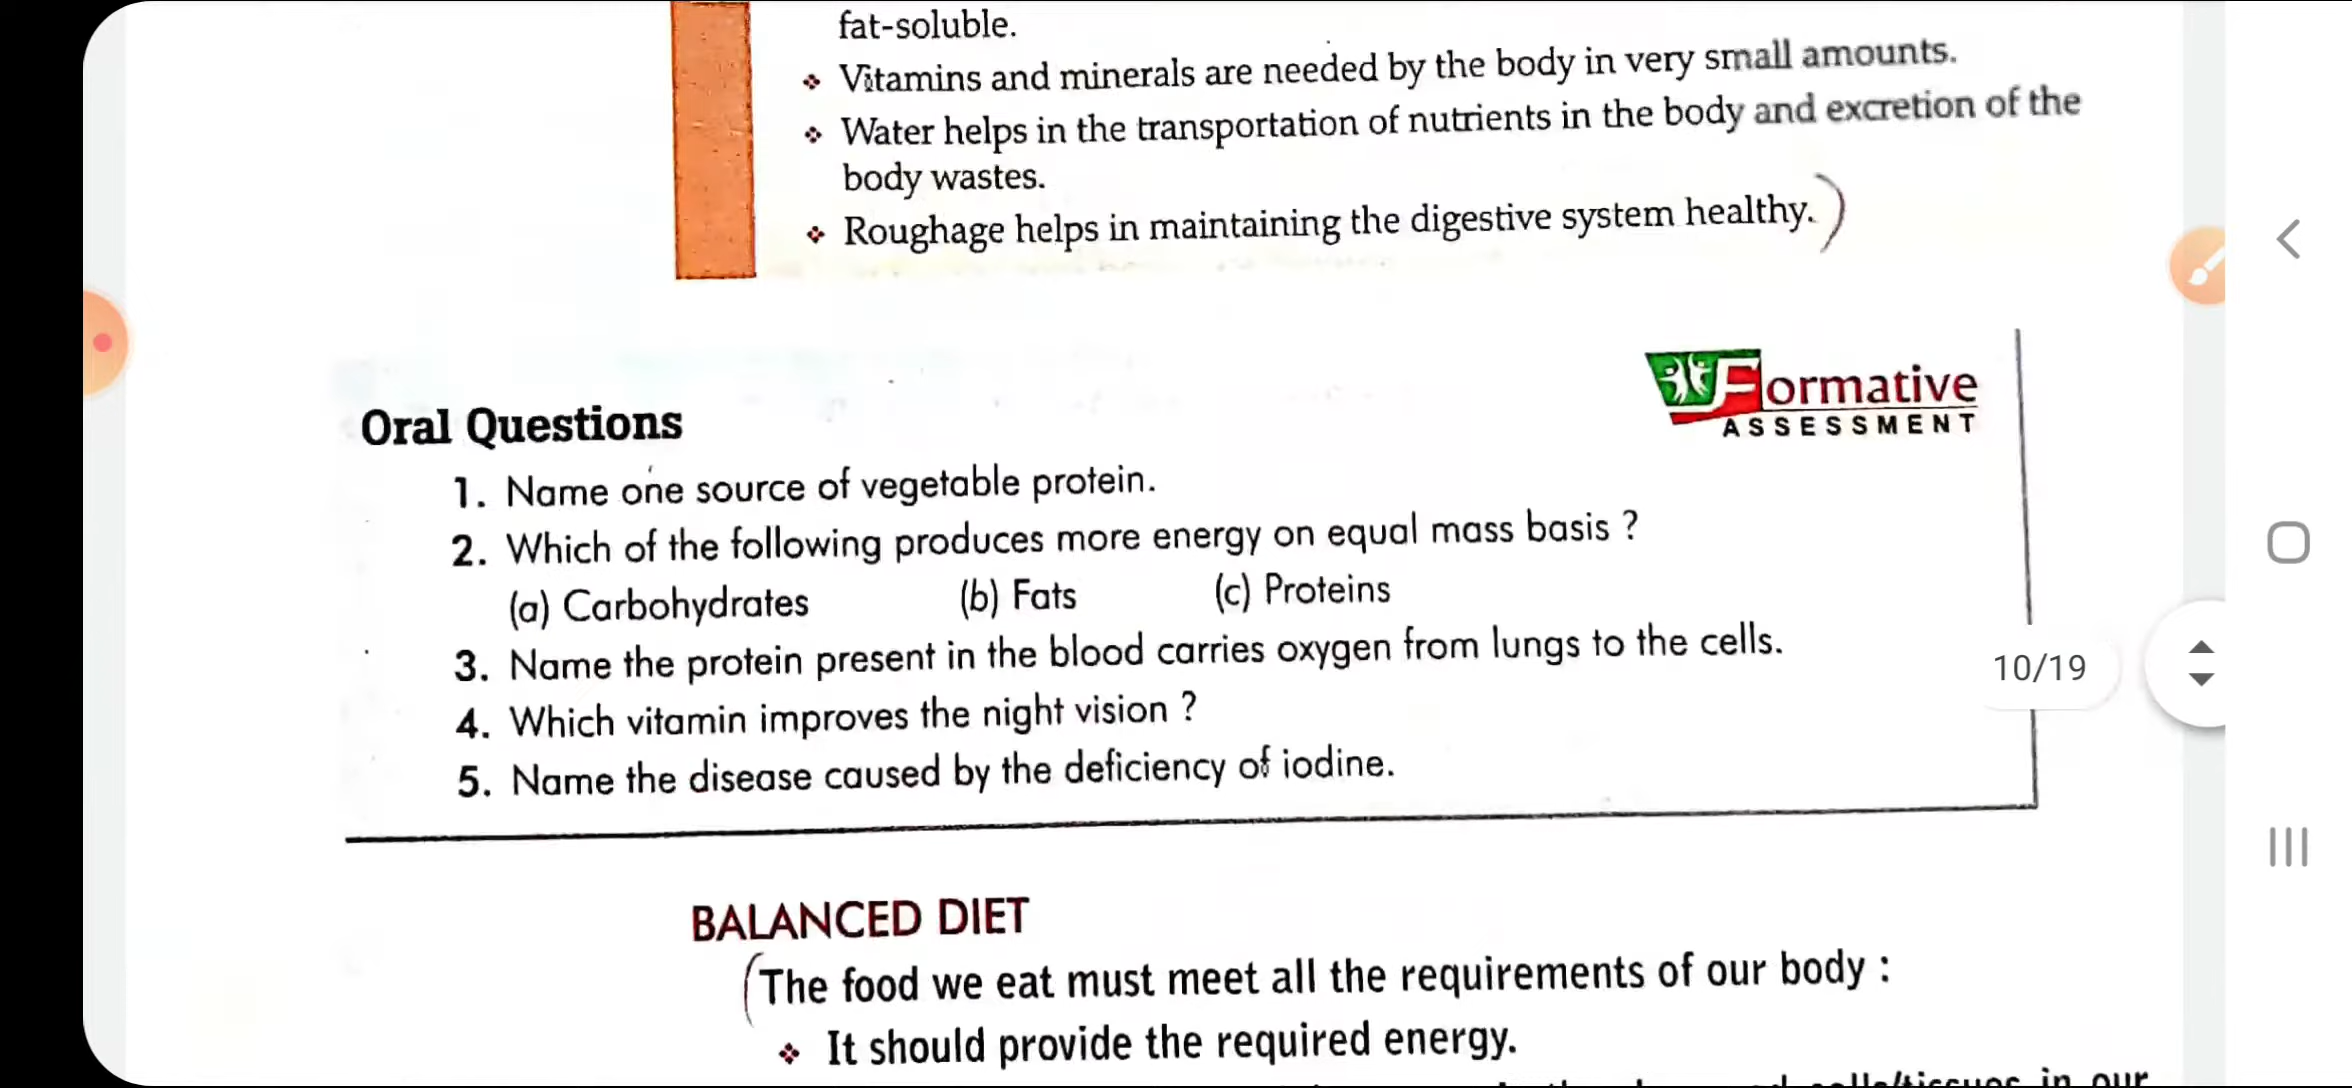 fat-soluble.
Vitamins and minerals are needed by the body in very small amounts.
Water helps in the transportation of nutrients in the body and excretion of the
body wastes.
Roughage helps in maintaining the digestive system healthy.)
Formative
ASSESSMENT
Oral Questions
1. Name one source of vegetable protein.
2. Which of the following produces more energy on equal mass basis ?
(a) Carbohydrates (b) Fats (c) Proteins
3. Name the protein present in the blood carries oxygen from lungs to the cells.
4. Which vitamin improves the night vision ?
5. Name the disease caused by the deficiency of iodine.
10/19
BALANCED DIET
(The food we eat must meet all the requirements of our body :
It should provide the required energy.
in our